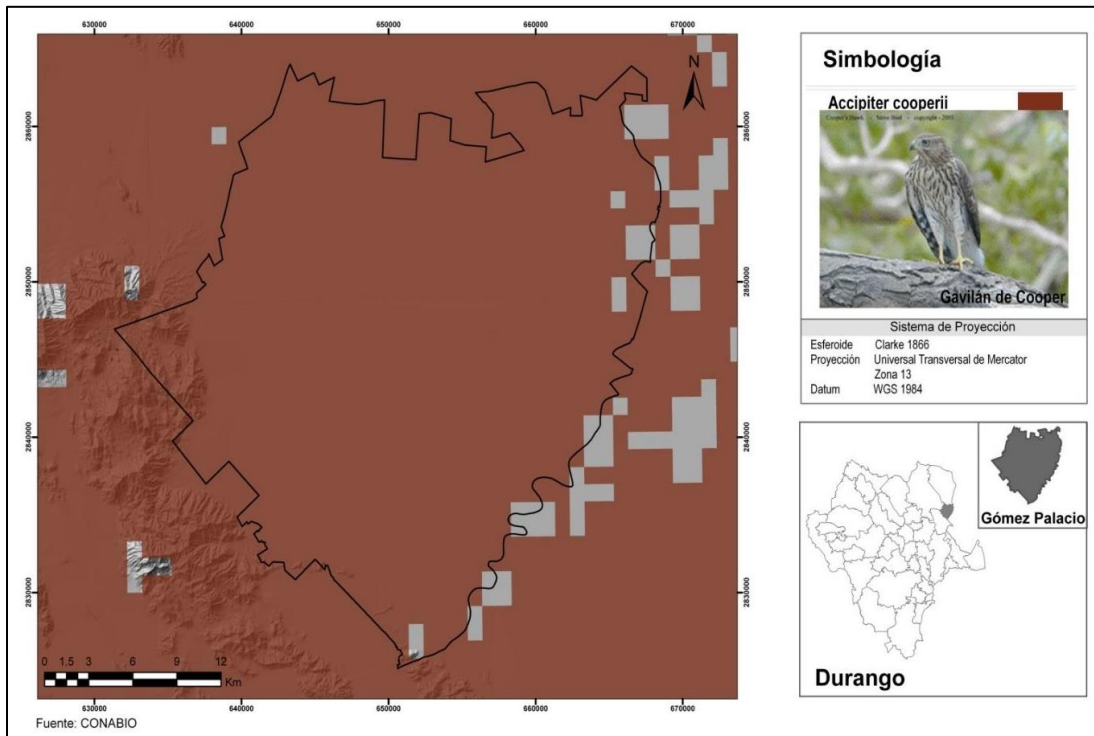 630000 640000 650000 660000 670000
2860000 2860000
2850000 2850000
2840000 2840000
2830000 2830000
N
0 1.5 3 6 9 12
Km
630000 640000 650000 660000 670000
Fuente: CONABIO
Simbología
Accipiter cooperii
Gavilán de Cooper
Sistema de Proyección
Esferoide Clarke 1866
Proyección Universal Transversal de Mercator
Zona 13
Datum WGS 1984
Gómez Palacio
Durango